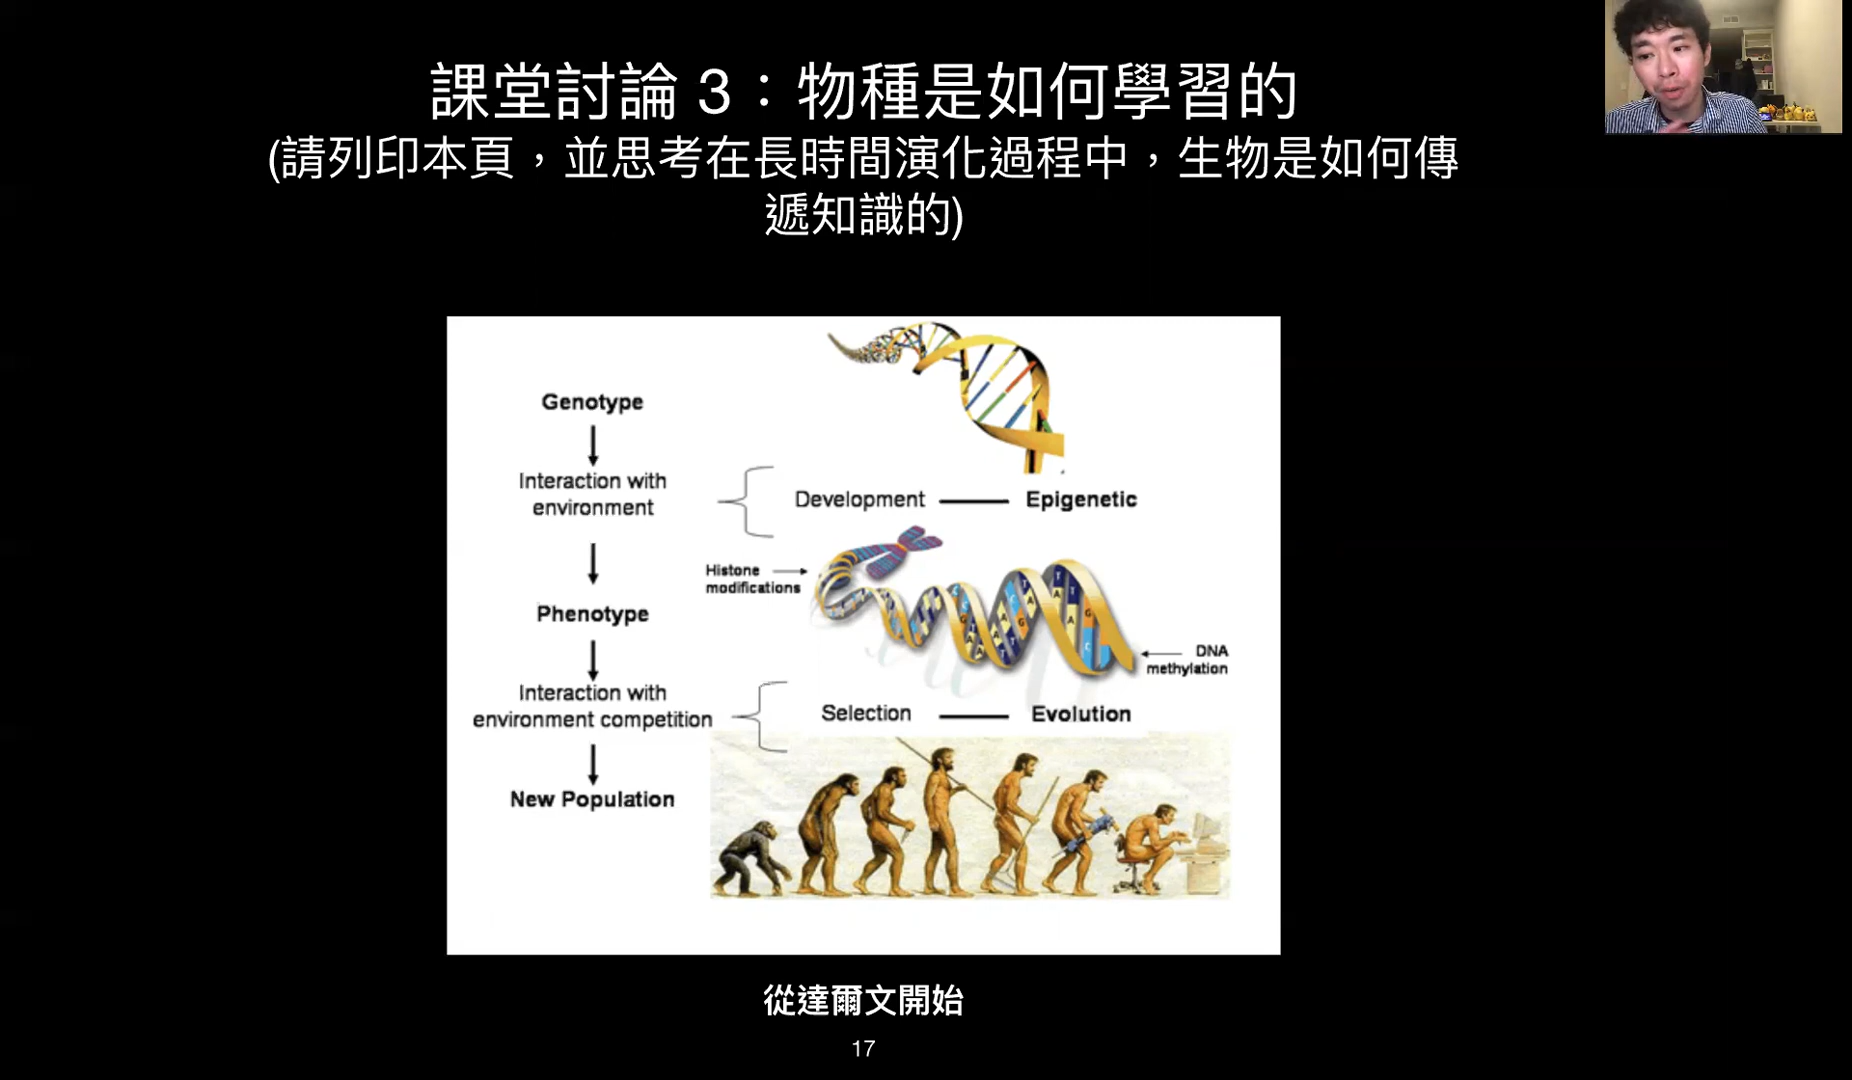 課堂討論 3：物種是如何學習的
(請列印本頁，並思考在長時間演化過程中，生物是如何傳
遞知識的)
Genotype
Interaction with
environment
Development
Epigenetic
Histone
modifications
Phenotype
DNA
methylation
Interaction with
environment competition
Selection
Evolution
New Population
從達爾文開始
17